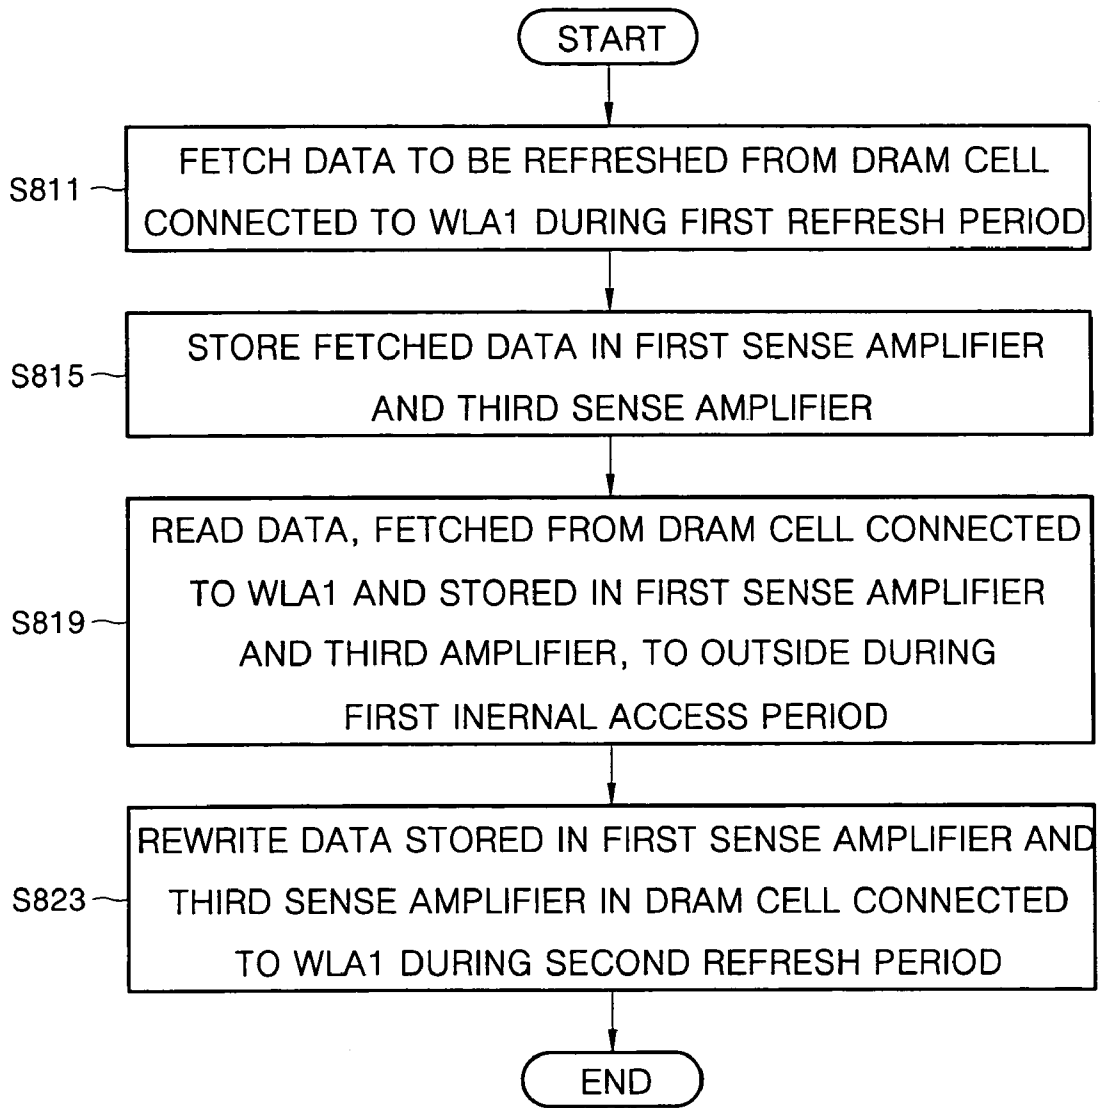 START
FETCH DATA TO BE REFRESHED FROM DRAM CELL
S811
CONNECTED TO WLA1 DURING FIRST REFRESH PERIOD
STORE FETCHED DATA IN FIRST SENSE AMPLIFIER
S815
AND THIRD SENSE AMPLIFIER
READ DATA, FETCHED FROM DRAM CELL CONNECTED
TO WLA1 AND STORED IN FIRST SENSE AMPLIFIER
S819
AND THIRD AMPLIFIER, TO OUTSIDE DURING
FIRST INERNAL ACCESS PERIOD
REWRITE DATA STORED IN FIRST SENSE AMPLIFIER AND
S823
THIRD SENSE AMPLIFIER IN DRAM CELL CONNECTED
TO WLA1 DURING SECOND REFRESH PERIOD
END